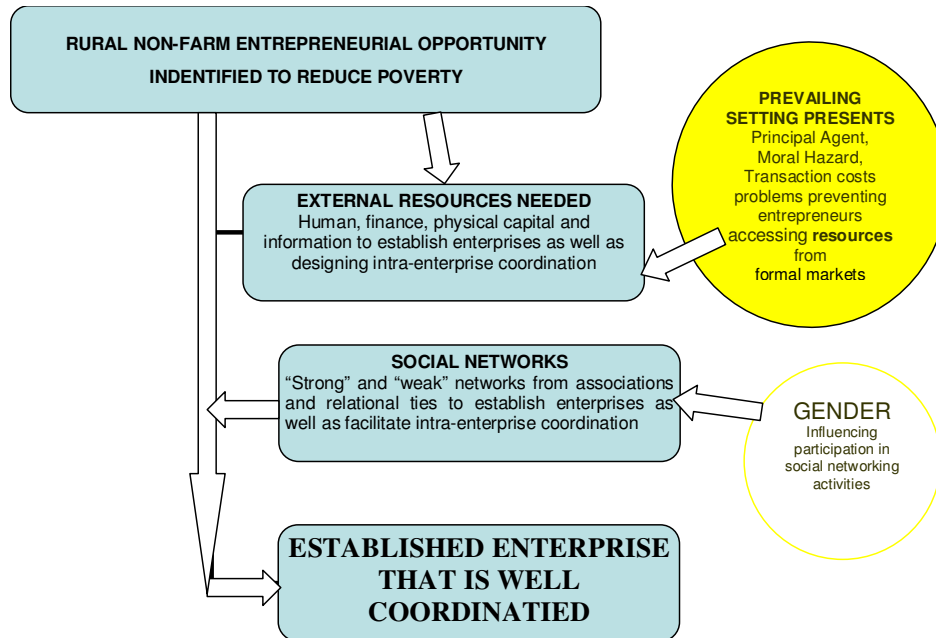 RURAL NON-FARM ENTREPRENEURIAL OPPORTUNITY
INDENTIFIED TO REDUCE POVERTY
PREVAILING
SETTING PRESENTS
Principal Agent,
Moral Hazard,
Transaction costs
problems preventing
entrepreneurs
accessing resources
from
formal markets
EXTERNAL RESOURCES NEEDED
Human, finance, physical capital and
information to establish enterprises as well as
designing intra-enterprise coordination
SOCIAL NETWORKS
“Strong” and “weak” networks from associations
and relational ties to establish enterprises as
well as facilitate intra-enterprise coordination
GENDER
Influencing
participation in
social networking
activities
ESTABLISHED ENTERPRISE
THAT IS WELL
COORDINATIED